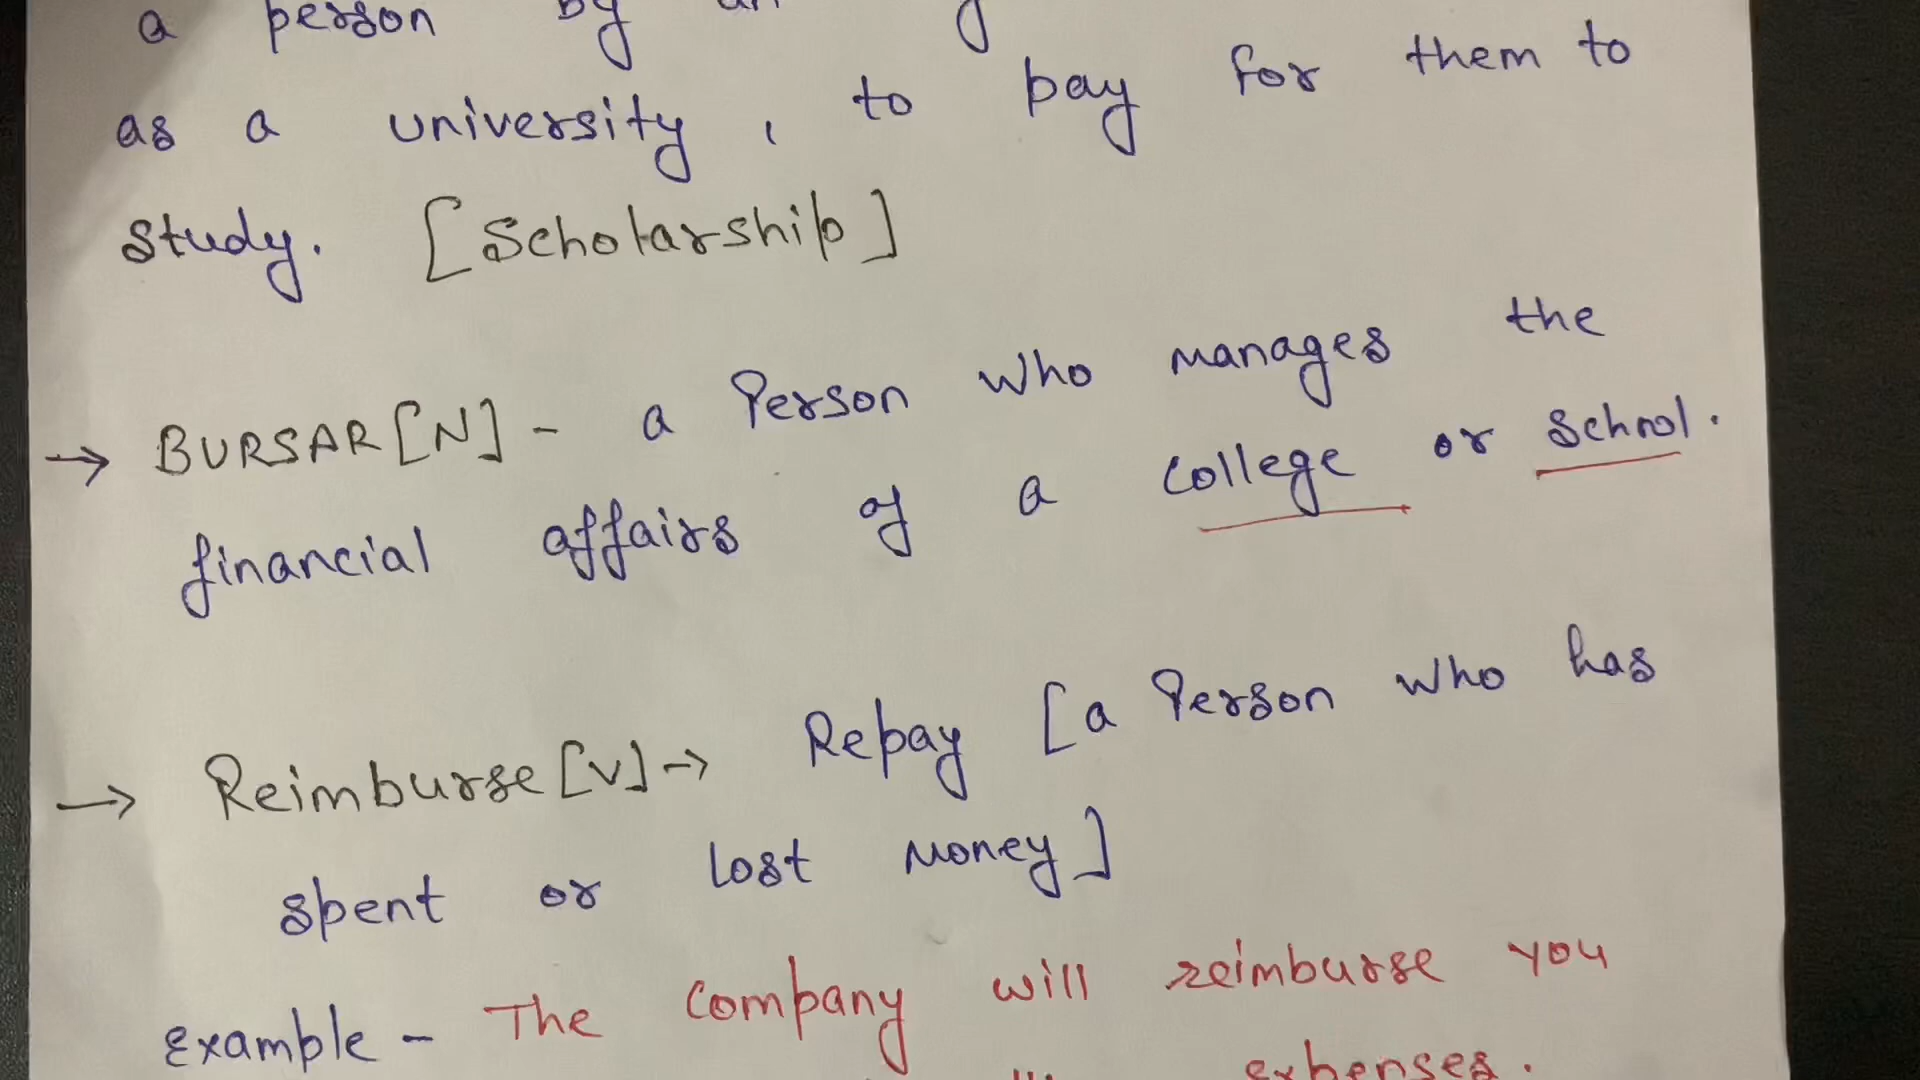 a person by
as a university, to pay for them to
study. [Scholarship]
→ BURSAR [N] - a Person who manages the
financial affairs of a college or school.
→ Reimburse [V] → Repay [a Person who has
spent or lost Money]
example - The company will reimburse you
expenses.